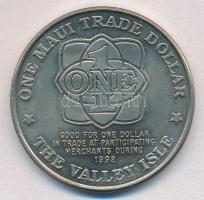 ONE MAUI TRADE DOLLAR
1
ONE
GOOD FOR ONE DOLLAR
IN TRADE AT PARTICIPATING
MERCHANTS DURING
1992
THE VALLEY ISLE